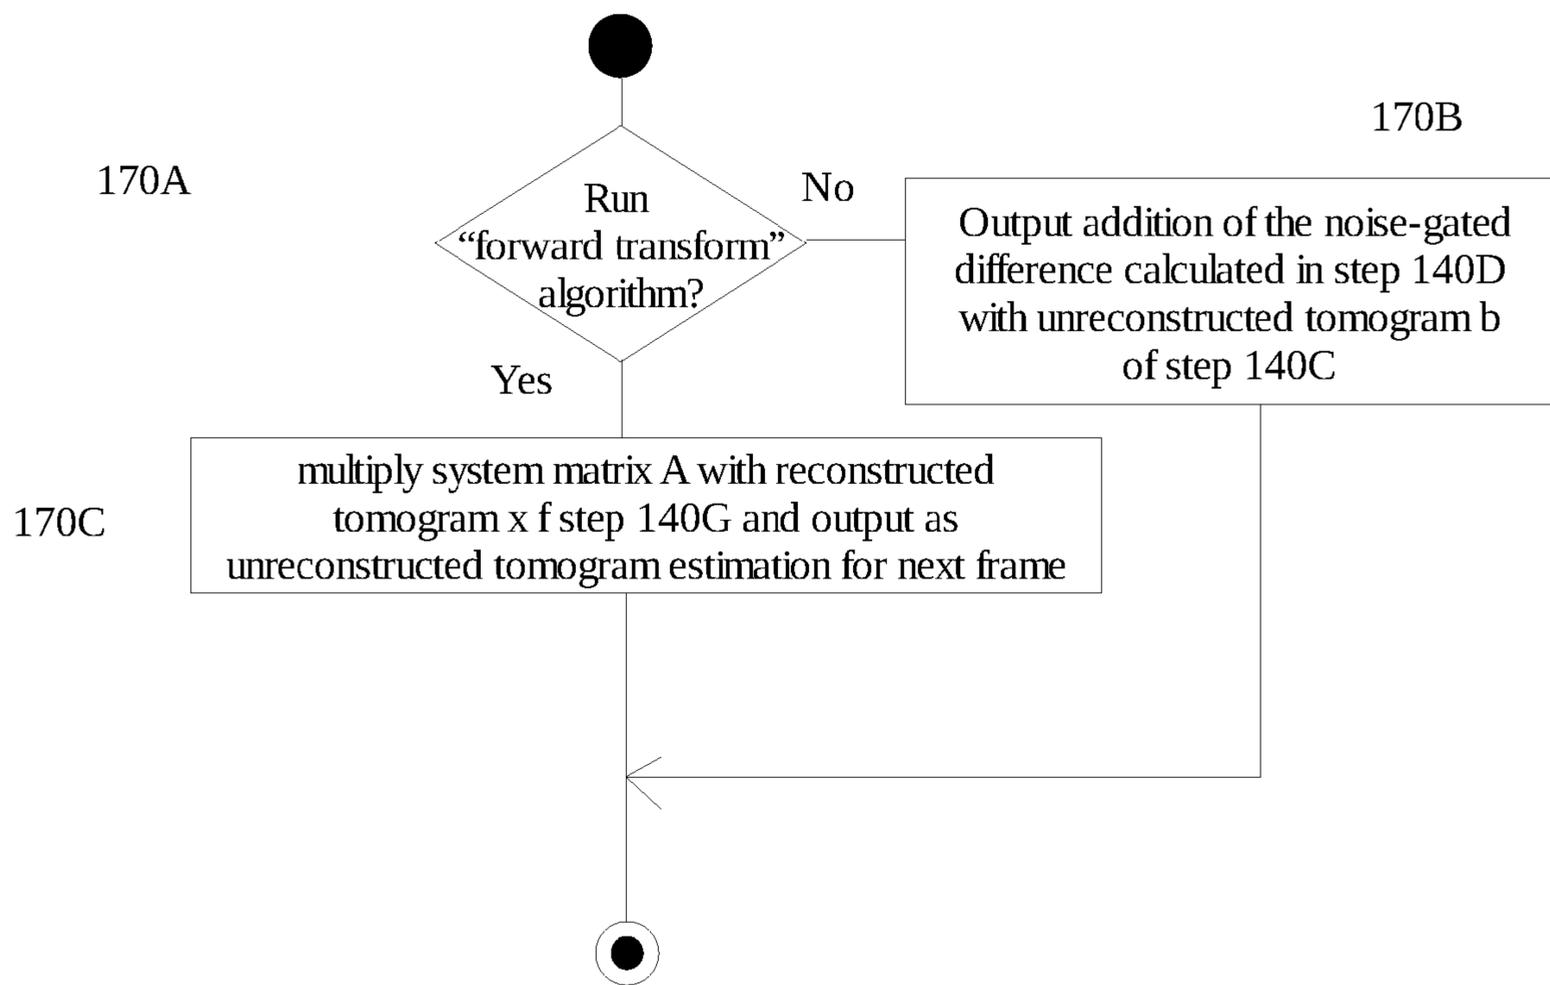 170B
170A
No
Run
“forward transform”
algorithm?
Output addition of the noise-gated
difference calculated in step 140D
with unreconstructed tomogram b
of step 140C
Yes
multiply system matrix A with reconstructed
tomogram x f step 140G and output as
unreconstructed tomogram estimation for next frame
170C